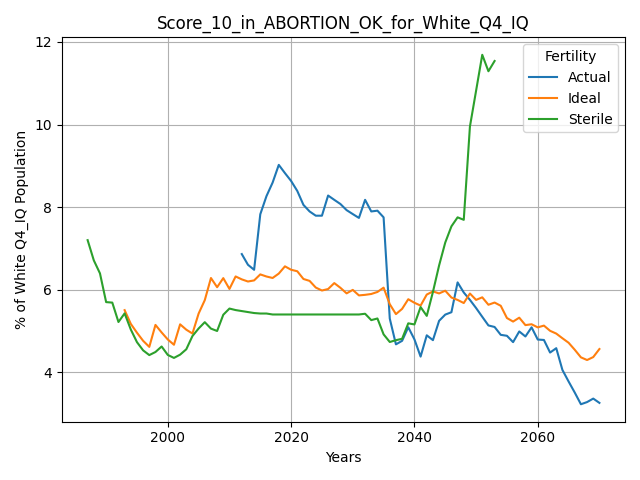 Score_10_in_ABORTION_OK_for_White_Q4_IQ
12
10
8
6
4
% of White Q4_IQ Population
Fertility
Actual
Ideal
Sterile
2000
2020
2040
2060
Years